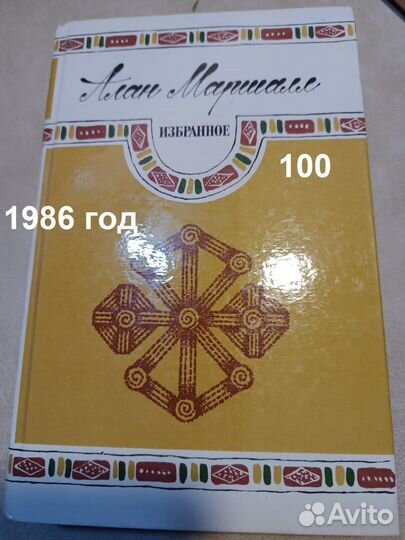 Алан Маршалл
ИЗБРАННОЕ
100
1986 год
Avito